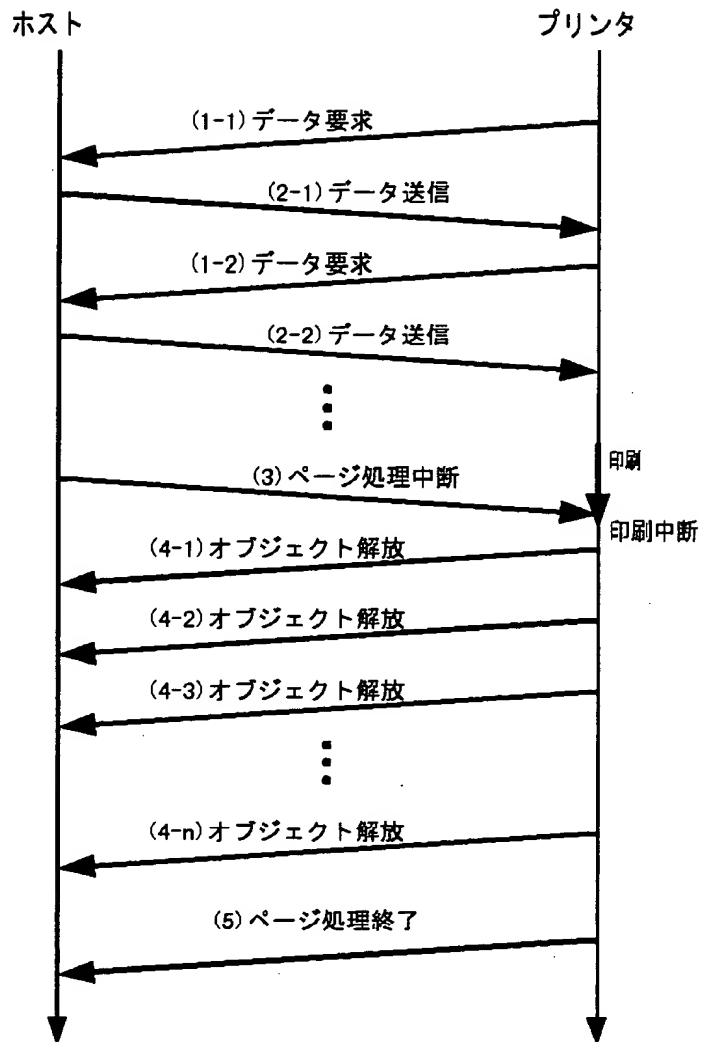 ホスト
プリンタ
(1-1)データ要求
(2-1)データ送信
(1-2)データ要求
(2-2)データ送信
印刷
(3)ページ処理中断
印刷中断
(4-1)オブジェクト解放
(4-2)オブジェクト解放
(4-3)オブジェクト解放
(4-n)オブジェクト解放
(5)ページ処理終了